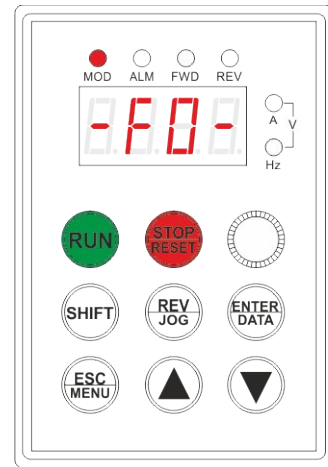 MOD ALM FWD REV
-F0-
A
V
Hz
RUN
STOP
RESET
SHIFT
REV
JOG
ENTER
DATA
ESC
MENU